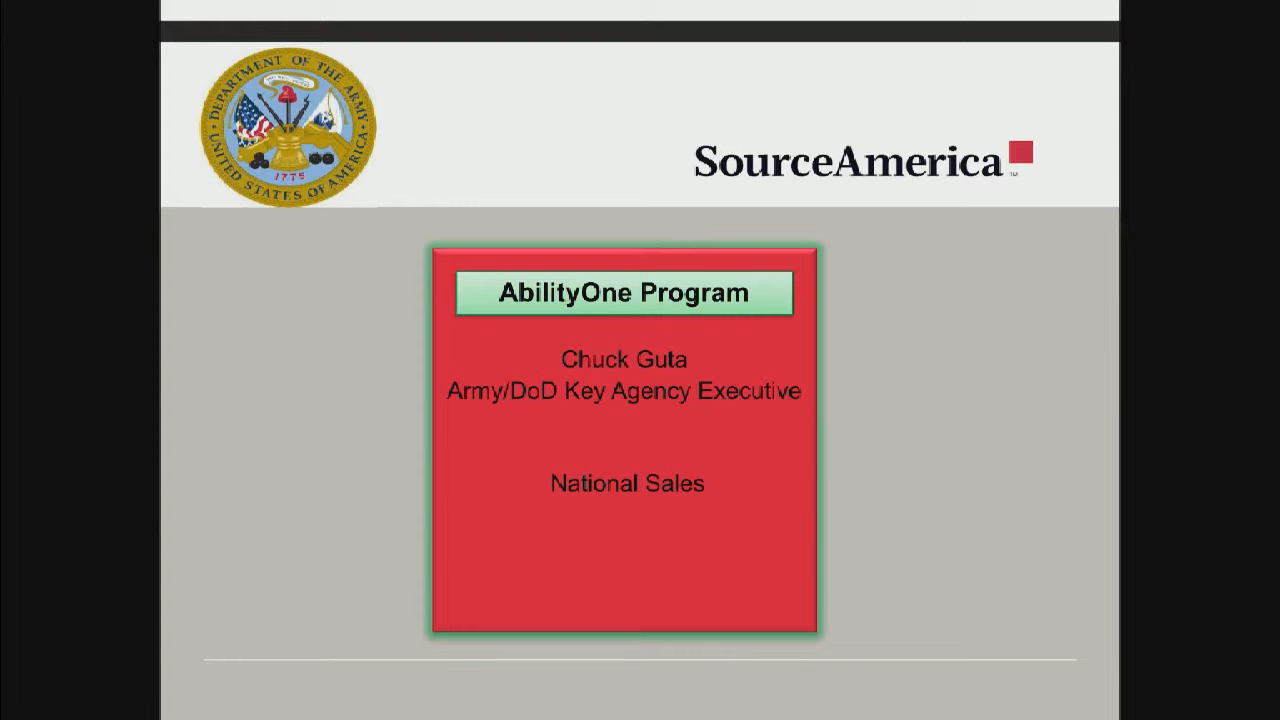 DEPARTMENT OF THE ARMY
UNITED STATES OF AMERICA
1775
SourceAmerica
AbilityOne Program
Chuck Guta
Army/DoD Key Agency Executive
National Sales